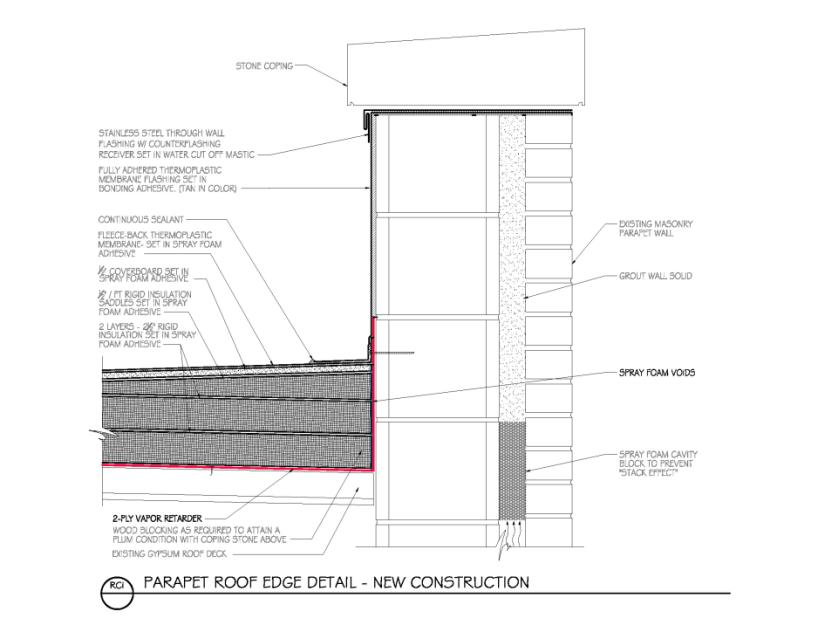 STONE COPING
STAINLESS STEEL THROUGH WALL
FLASHING W/ COUNTERFLASHING
RECEIVER SET IN WATER CUT OFF MASTIC
FULLY ADHERED THERMOPLASTIC
MEMBRANE FLASHING SET IN
BONDING ADHESIVE. (TAN IN COLOR)
CONTINUOUS SEALANT
FLEECE-BACK THERMOPLASTIC
MEMBRANE- SET IN SPRAY FOAM
ADHESIVE
COVERBOARD SET IN
SPRAY FOAM ADHESIVE
/ FT RIGID INSULATION
SADDLES SET IN SPRAY
FOAM ADHESIVE
2 LAYERS - RIGID
INSULATION SET IN SPRAY
FOAM ADHESIVE
EXISTING MASONRY
PARAPET WALL
GROUT WALL SOLID
SPRAY FOAM VOIDS
SPRAY FOAM CAVITY
BLOCK TO PREVENT
"STACK EFFECT"
2-PLY VAPOR RETARDER
WOOD BLOCKING AS REQUIRED TO ATTAIN A
PLUM CONDITION WITH COPING STONE ABOVE
EXISTING GYPSUM ROOF DECK
RCI
PARAPET ROOF EDGE DETAIL - NEW CONSTRUCTION